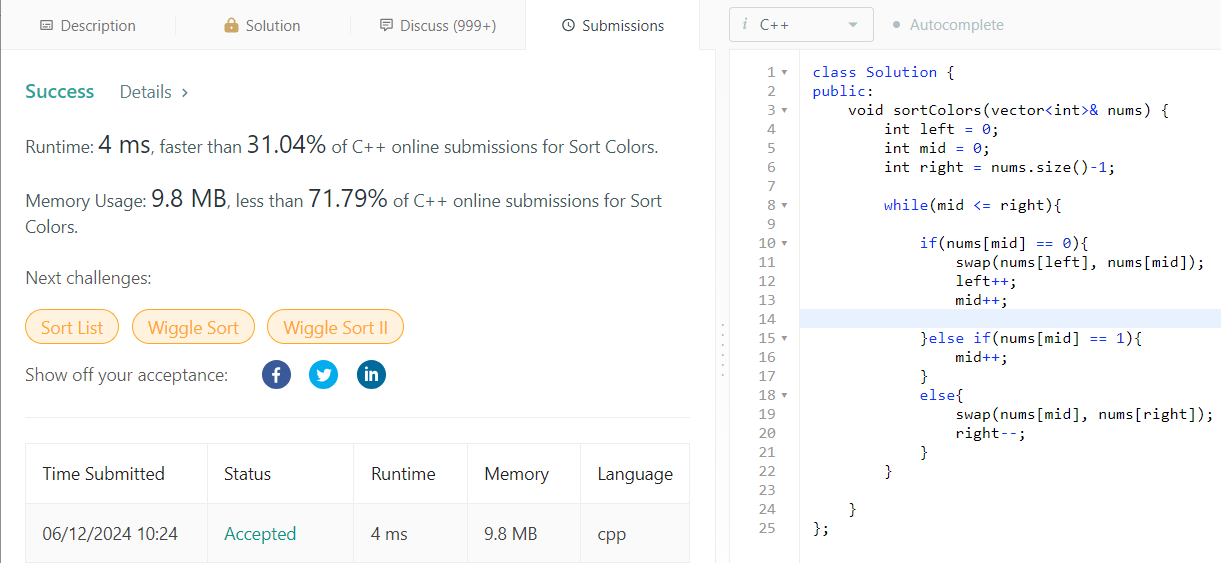 Description
Solution
Discuss (999+)
Submissions
Success Details >
Runtime: 4 ms, faster than 31.04% of C++ online submissions for Sort Colors.
Memory Usage: 9.8 MB, less than 71.79% of C++ online submissions for Sort
Colors.
Next challenges:
Sort List Wiggle Sort Wiggle Sort II
Show off your acceptance:
Time Submitted Status Runtime Memory Language
06/12/2024 10:24 Accepted 4 ms 9.8 MB cpp
i C++ Autocomplete
1 class Solution {
2 public:
3     void sortColors(vector<int>& nums) {
4         int left = 0;
5         int mid = 0;
6         int right = nums.size()-1;
7
8         while(mid <= right){
9
10             if(nums[mid] == 0){
11                 swap(nums[left], nums[mid]);
12                 left++;
13                 mid++;
14
15             }else if(nums[mid] == 1){
16                 mid++;
17             }
18             else{
19                 swap(nums[mid], nums[right]);
20                 right--;
21             }
22         }
23
24     }
25 };